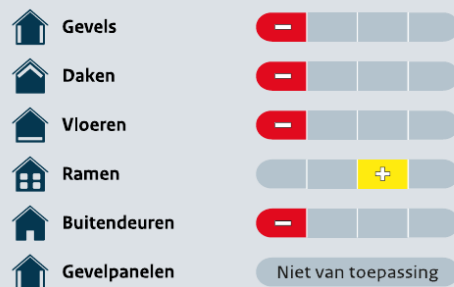 Gevels -
Daken -
Vloeren -
Ramen +
Buitendeuren -
Gevelpanelen Niet van toepassing